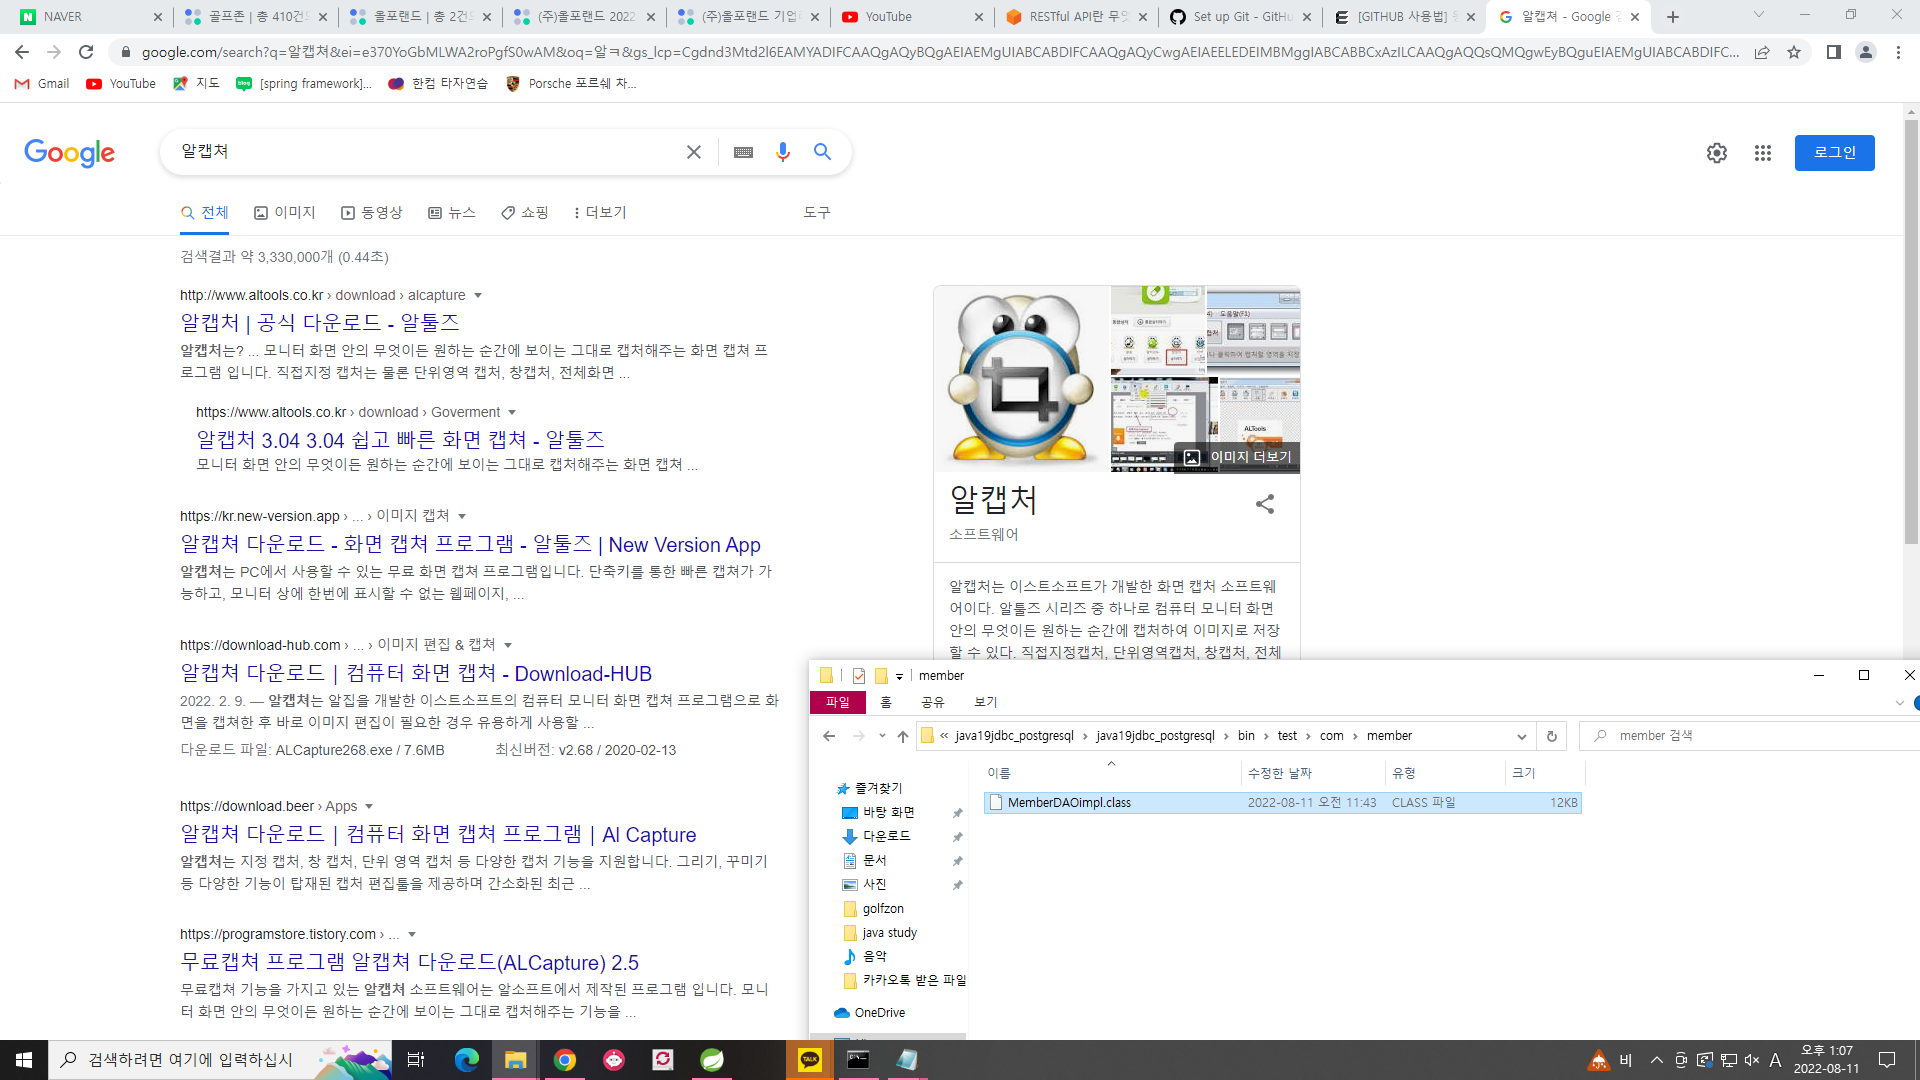 NAVER
골프존 | 총 410건
올포랜드 | 총 2건
(주)올포랜드 2022
(주)올포랜드 기업
YouTube
RESTful API란 무엇
Set up Git - GitHu
[GITHUB 사용법]
알캡쳐 - Google
google.com/search?q=알캡쳐&ei=e370YoGbMLWA2roPgfS0wAM&oq=알ㅋ&gs_lcp=Cgdnd3Mtd2l6EAMYADIFCAAQgAQyBQgAEIAEMgUIABCABDIFCAAQgAQyCwgAEIAEELEDEIMBMggIABCABBCxAzILCAAQgAQQsQMQgwEyBQguEIAEMgUIABCABDIFC...
Gmail
YouTube
지도
[spring framework]...
한컴 타자연습
Porsche 포르쉐 차...
Google
알캡쳐
로그인
전체
이미지
동영상
뉴스
쇼핑
더보기
도구
검색결과 약 3,330,000개 (0.44초)
http://www.altools.co.kr › download › alcapture
알캡처 | 공식 다운로드 - 알툴즈
알캡처는? ... 모니터 화면 안의 무엇이든 원하는 순간에 보이는 그대로 캡처해주는 화면 캡쳐 프
로그램 입니다. 직접지정 캡처는 물론 단위영역 캡처, 창캡처, 전체화면 ...
https://www.altools.co.kr › download › Goverment
알캡처 3.04 3.04 쉽고 빠른 화면 캡쳐 - 알툴즈
모니터 화면 안의 무엇이든 원하는 순간에 보이는 그대로 캡처해주는 화면 캡쳐 ...
https://kr.new-version.app › ... › 이미지 캡쳐
알캡쳐 다운로드 - 화면 캡쳐 프로그램 - 알툴즈 | New Version App
알캡쳐는 PC에서 사용할 수 있는 무료 화면 캡쳐 프로그램입니다. 단축키를 통한 빠른 캡쳐가 가
능하고, 모니터 상에 한번에 표시할 수 없는 웹페이지, ...
https://download-hub.com › ... › 이미지 편집 & 캡쳐
알캡쳐 다운로드 | 컴퓨터 화면 캡쳐 - Download-HUB
2022. 2. 9. — 알캡쳐는 알집을 개발한 이스트소프트의 컴퓨터 모니터 화면 캡쳐 프로그램으로 화
면을 캡쳐한 후 바로 이미지 편집이 필요한 경우 유용하게 사용할 ...
다운로드 파일: ALCapture268.exe / 7.6MB
최신버전: v2.68 / 2020-02-13
https://download.beer › Apps
알캡쳐 다운로드 | 컴퓨터 화면 캡쳐 프로그램 | Al Capture
알캡쳐는 지정 캡처, 창 캡처, 단위 영역 캡처 등 다양한 캡처 기능을 지원합니다. 그리기, 꾸미기
등 다양한 기능이 탑재된 캡처 편집툴을 제공하며 간소화된 최근 ...
https://programstore.tistory.com › ...
무료캡쳐 프로그램 알캡쳐 다운로드(ALCapture) 2.5
무료캡쳐 기능을 가지고 있는 알캡쳐 소프트웨어는 알소프트에서 제작된 프로그램 입니다. 모니
터 화면 안의 무엇이든 원하는 순간에 보이는 그대로 캡처해주는 기능을 ...
도움말(F1)
ALTools
이미지 더보기
알캡처
소프트웨어
알캡처는 이스트소프트가 개발한 화면 캡처 소프트웨
어이다. 알툴즈 시리즈 중 하나로 컴퓨터 모니터 화면
안의 무엇이든 원하는 순간에 캡처하여 이미지로 저장
할 수 있다. 직접지정캡처, 단위영역캡처, 창캡처, 전체
member
파일
홈
공유
보기
« java19jdbc_postgresql › java19jdbc_postgresql › bin › test › com › member
member 검색
이름
수정한 날짜
유형
크기
MemberDAOimpl.class
2022-08-11 오전 11:43
CLASS 파일
12KB
즐겨찾기
바탕 화면
다운로드
문서
사진
golfzon
java study
음악
카카오톡 받은 파일
OneDrive
검색하려면 여기에 입력하십시
TALK
비
A
오후 1:07
2022-08-11